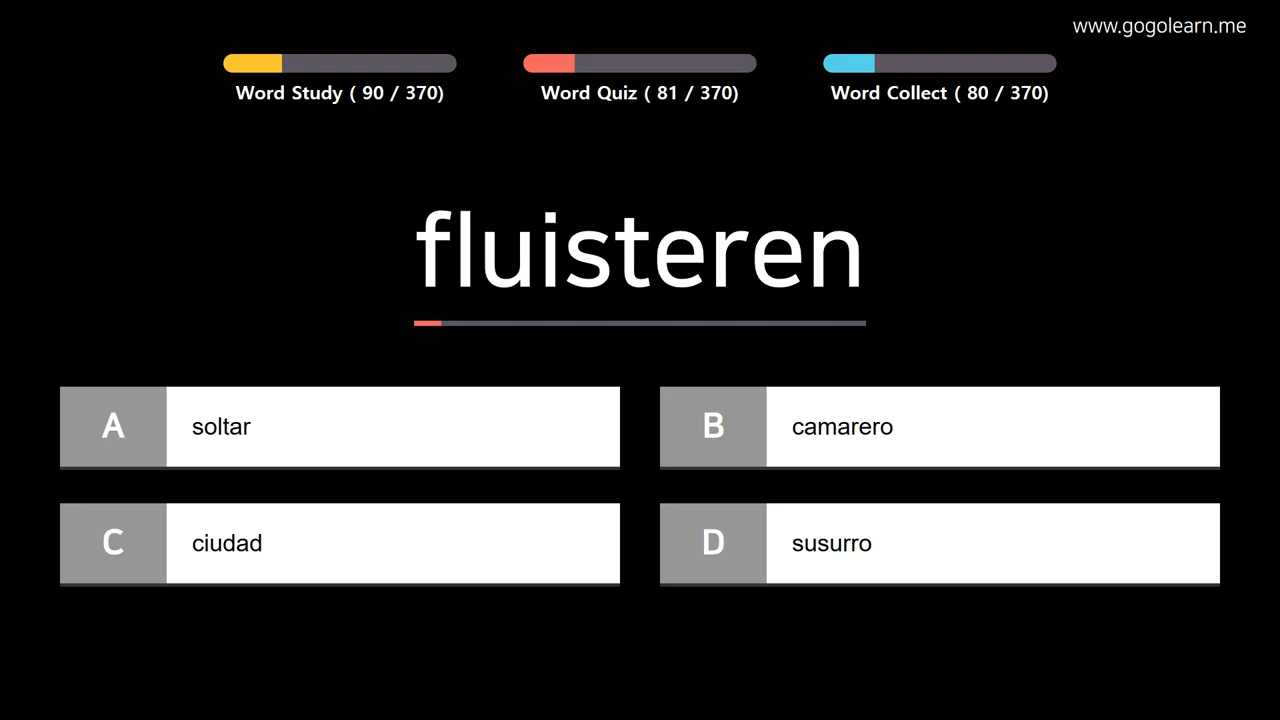 www.gogolearn.me
Word Study ( 90 / 370)
Word Quiz ( 81 / 370)
Word Collect ( 80 / 370)
fluisteren
A soltar
B camarero
C ciudad
D susurro